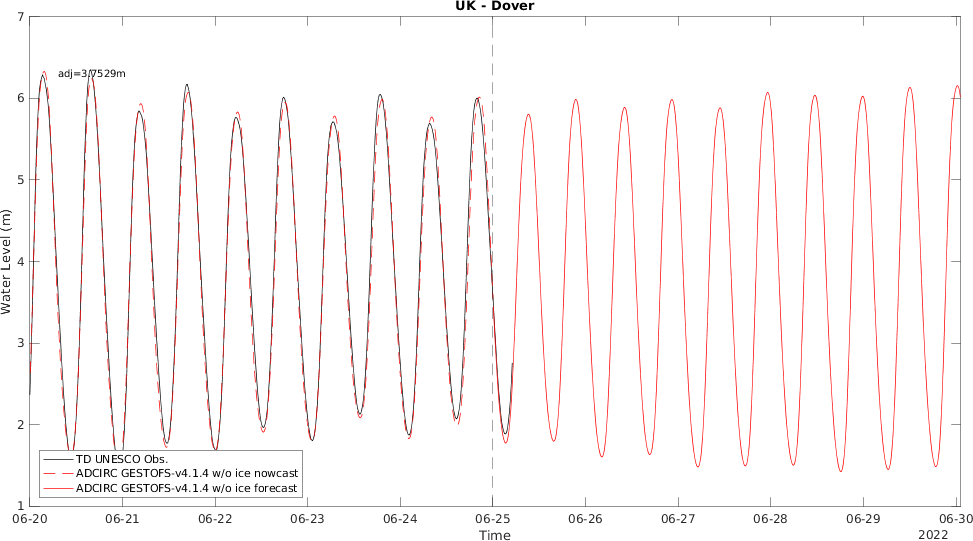 UK - Dover
adj=3.7529m
7
6
5
4
3
2
1
Water Level (m)
TD UNESCO Obs.
ADCIRC GESTOFS-v4.1.4 w/o ice nowcast
ADCIRC GESTOFS-v4.1.4 w/o ice forecast
06-20 06-21 06-22 06-23 06-24 06-25 06-26 06-27 06-28 06-29 06-30
Time
2022